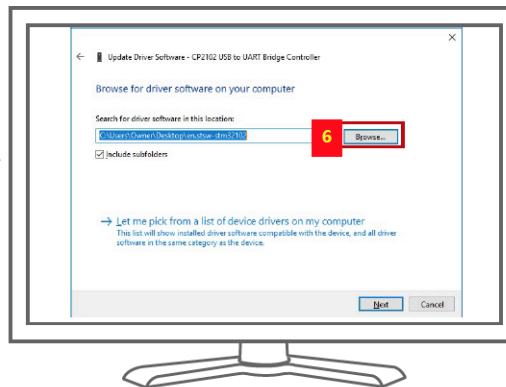 ← Update Driver Software - CP2102 USB to UART Bridge Controller
Browse for driver software on your computer
Search for driver software in this location:
C:\Users\Owner\Desktop\en.stsw-stm32102
6
Browse...
Include subfolders
→ Let me pick from a list of device drivers on my computer
This list will show installed driver software compatible with the device, and all driver
software in the same category as the device.
Next Cancel